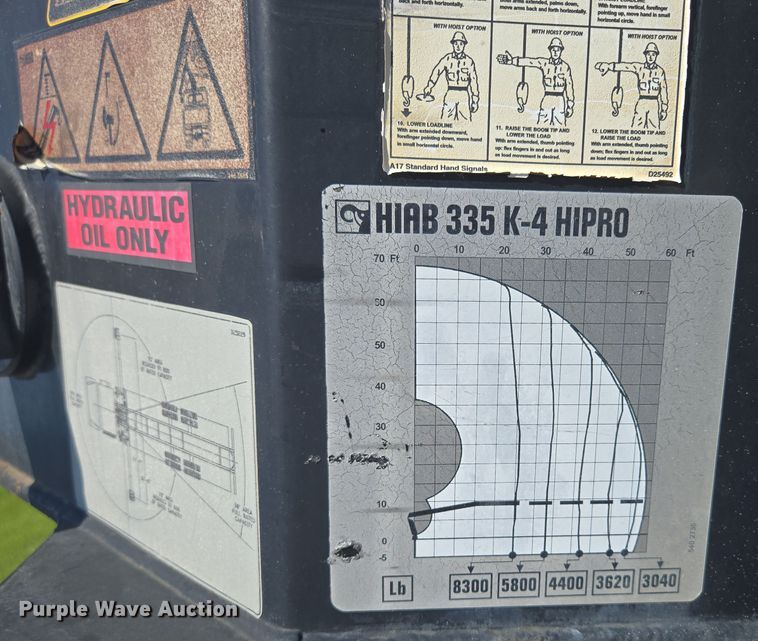 back and forth horizontally.
move arms back and forth horizontally.
With forearm vertical, forefinger
pointing up, move hand in small
horizontal circle.
WITH HOIST OPTION
WITH HOIST OPTION
WITH HOIST OPTION
10. LOWER LOADLINE
With arm extended downward,
forefinger pointing down, move hand
in small horizontal circle.
11. RAISE THE BOOM TIP AND
LOWER THE LOAD
With arm extended, thumb pointing
up; flex fingers in and out as long
as load movement is desired.
12. LOWER THE BOOM TIP AND
RAISE THE LOAD
With arm extended, thumb pointing
down; flex fingers in and out as long
as load movement is desired.
A17 Standard Hand Signals
D25492
HYDRAULIC
OIL ONLY
HIAB 335 K-4 HIPRO
0 10 20 30 40 50 60 Ft
70 Ft
60
50
40
30
20
10
0
-5
Lb
8300 5800 4400 3620 3040
Purple Wave Auction